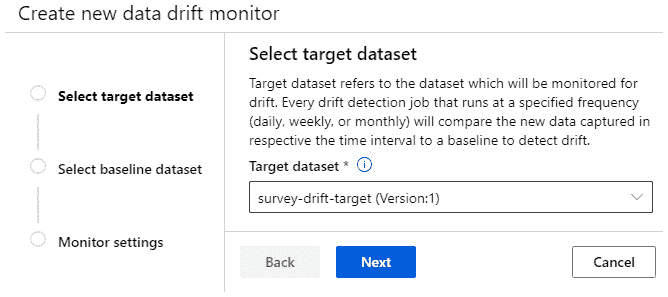 Create new data drift monitor
Select target dataset
Select baseline dataset
Monitor settings
Select target dataset
Target dataset refers to the dataset which will be monitored for
drift. Every drift detection job that runs at a specified frequency
(daily, weekly, or monthly) will compare the new data captured in
respective the time interval to a baseline to detect drift.
Target dataset * i
survey-drift-target (Version:1)
Back
Next
Cancel